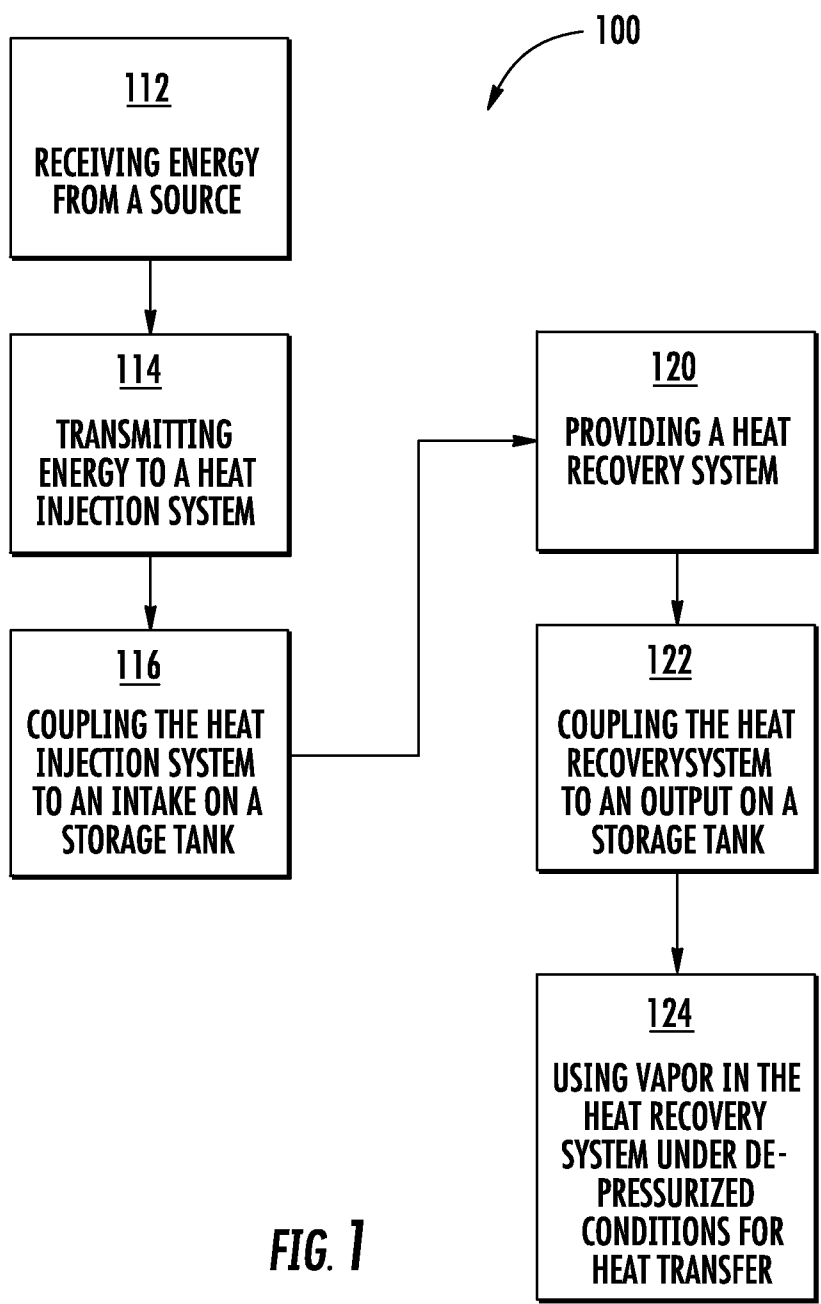 100
112
RECEIVING ENERGY
FROM A SOURCE
114
TRANSMITTING
ENERGY TO A HEAT
INJECTION SYSTEM
116
COUPLING THE HEAT
INJECTION SYSTEM
TO AN INTAKE ON A
STORAGE TANK
120
PROVIDING A HEAT
RECOVERY SYSTEM
122
COUPLING THE HEAT
RECOVERYSYSTEM
TO AN OUTPUT ON A
STORAGE TANK
124
USING VAPOR IN THE
HEAT RECOVERY
SYSTEM UNDER DE-
PRESSURIZED
CONDITIONS FOR
HEAT TRANSFER
FIG. 1